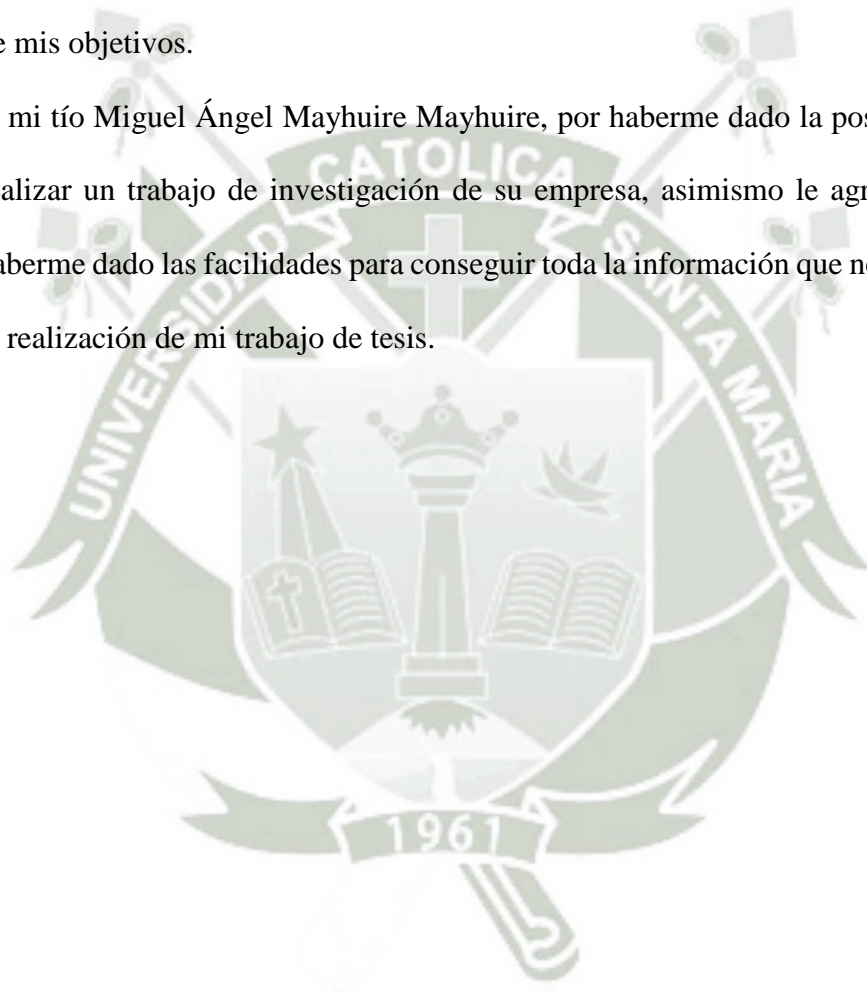 e mis objetivos.
mi tío Miguel Ángel Mayhuire Mayhuire, por haberme dado la pos
alizar un trabajo de investigación de su empresa, asimismo le agr
aberme dado las facilidades para conseguir toda la información que n
realización de mi trabajo de tesis.
UNIVERSIDAD CATOLICA SANTA MARIA
1961